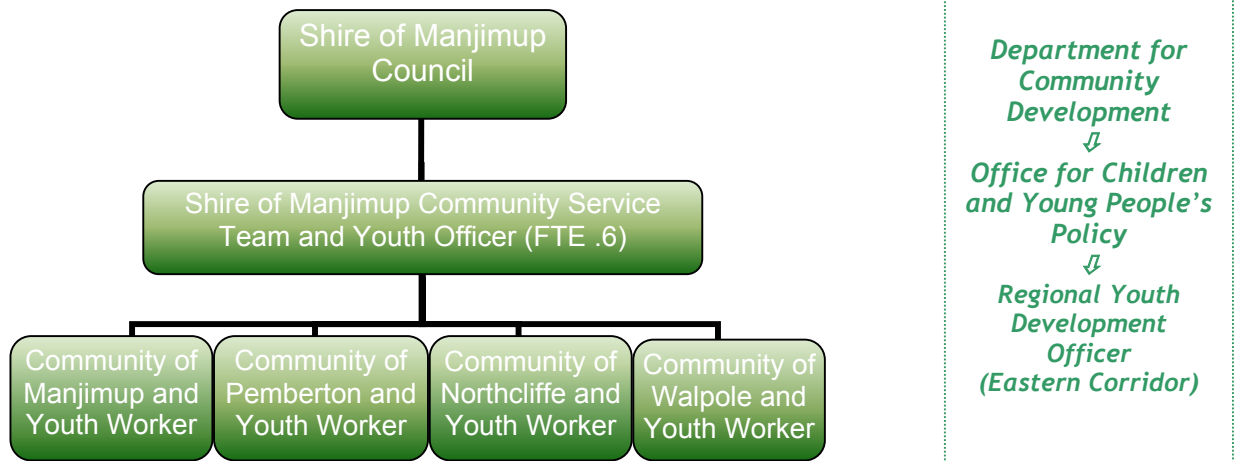 Shire of Manjimup
Council
Shire of Manjimup Community Service
Team and Youth Officer (FTE .6)
Community of
Manjimup and
Youth Worker
Community of
Pemberton and
Youth Worker
Community of
Northcliffe and
Youth Worker
Community of
Walpole and
Youth Worker
Department for
Community
Development
⇩
Office for Children
and Young People’s
Policy
⇩
Regional Youth
Development
Officer
(Eastern Corridor)